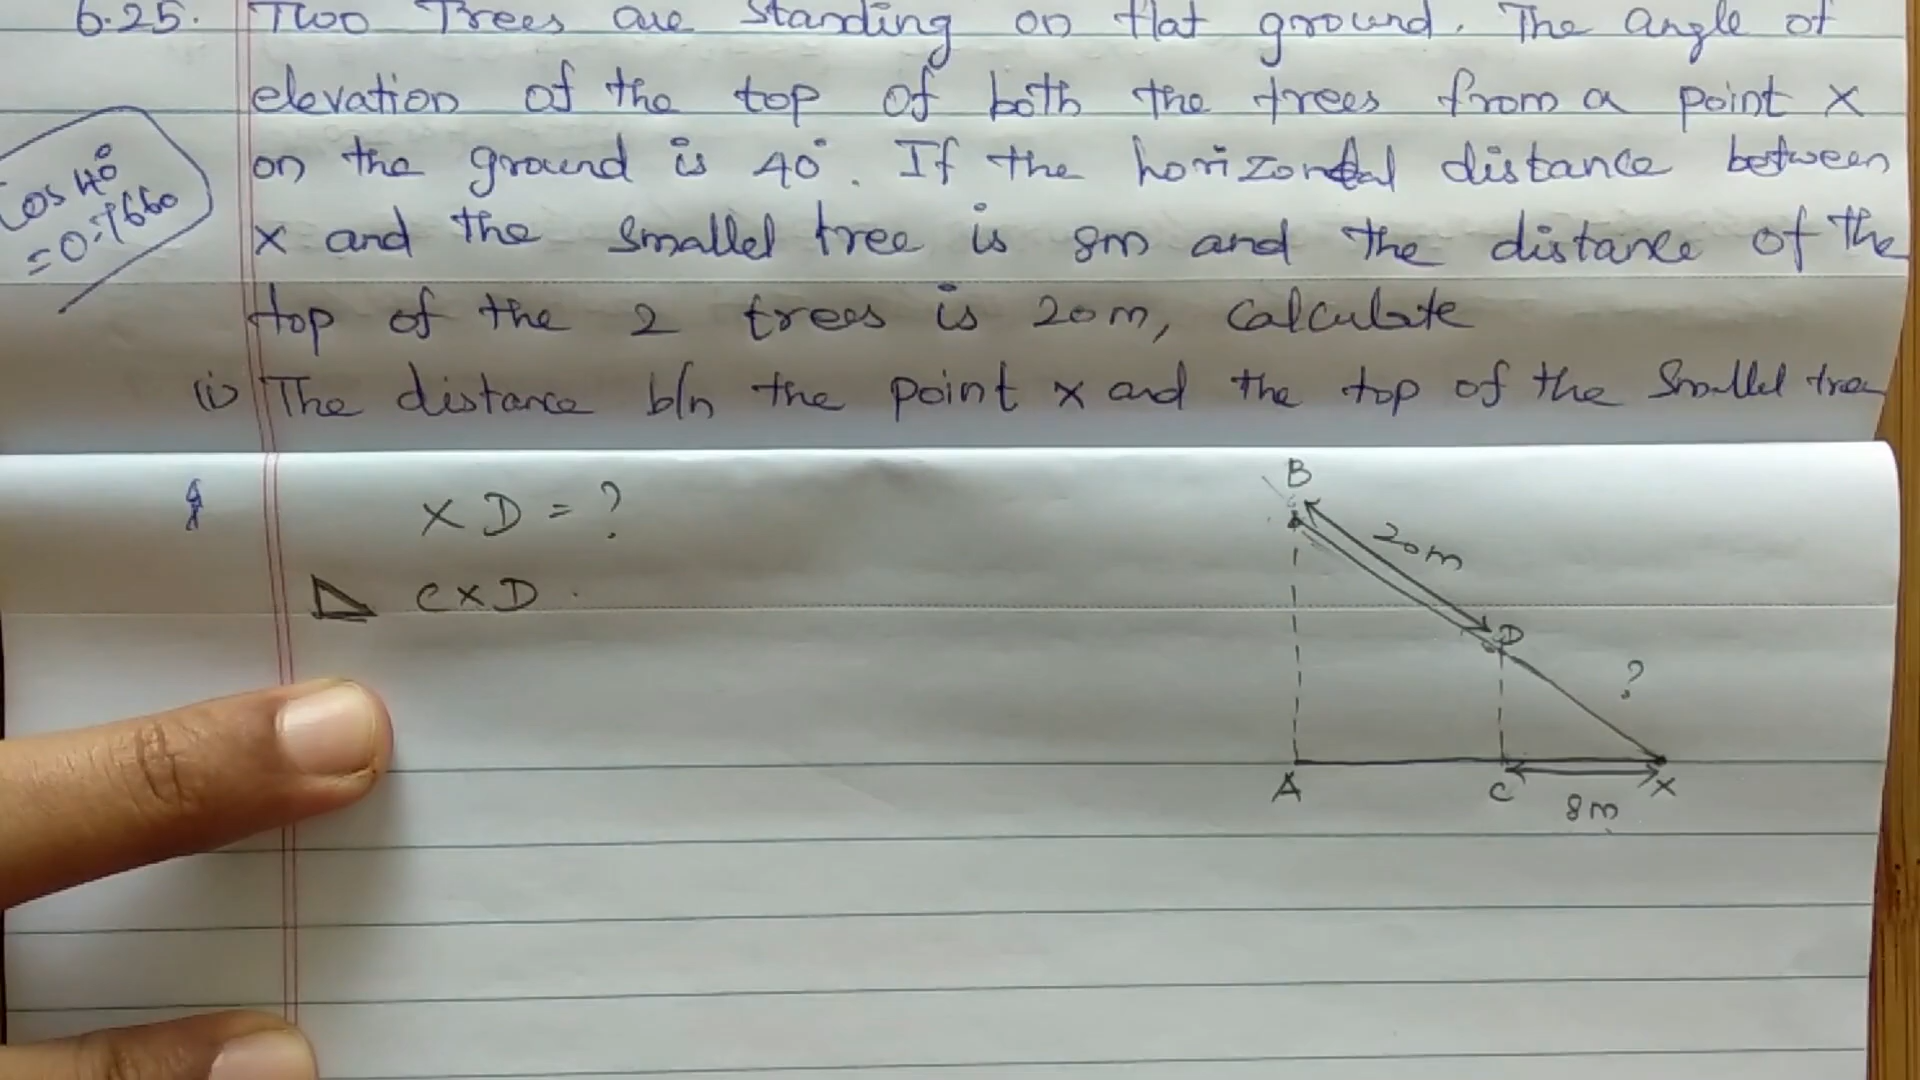 6.25. Two Trees are standing on flat ground. The angle of
elevation of the top of both the trees from a point X
on the ground is 40°. If the horizontal distance between
X and the smaller tree is 8m and the distance of the
top of the 2 trees is 20m, calculate
(i) The distance b/n the point X and the top of the smaller tree
Cos 40°
= 0.7660
XD = ?
CXD
B
20m
D
?
A
C
X
8m